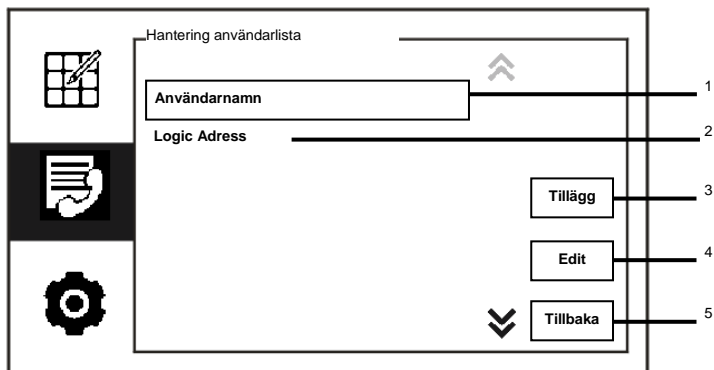 Hantering användarlista
Användarnamn
1
Logic Adress
2
Tillägg
3
Edit
4
Tillbaka
5